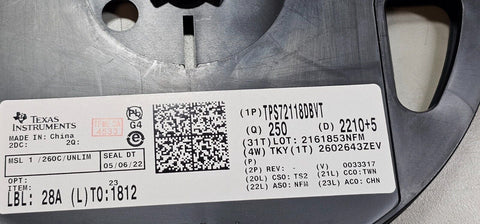 TEXAS
INSTRUMENTS
MADE IN: China
2DC: 2Q:
Pb
G4
MSL 1 /260C/UNLIM
SEAL DT
05/06/22
OPT:
ITEM: 23
LBL: 28A (L)TO:1812
(1P) TPS72118DBVT
(Q) 250 (D) 2210+5
(31T)LOT: 2161853NFM
(4W) TKY(1T) 2602643ZEV
(P)
(2P) REV: (V) 0033317
(20L) CSO: TS2 (21L) CCO:TWN
(22L) ASO: NFM (23L) ACO: CHN